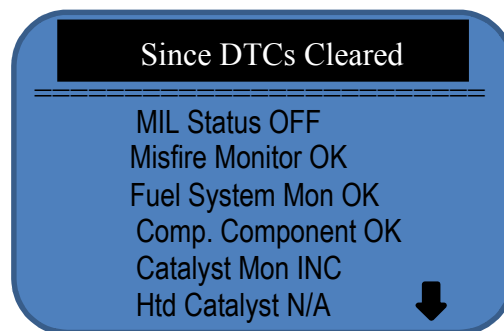 Since DTCs Cleared
==========================
MIL Status OFF
Misfire Monitor OK
Fuel System Mon OK
Comp. Component OK
Catalyst Mon INC
Htd Catalyst N/A